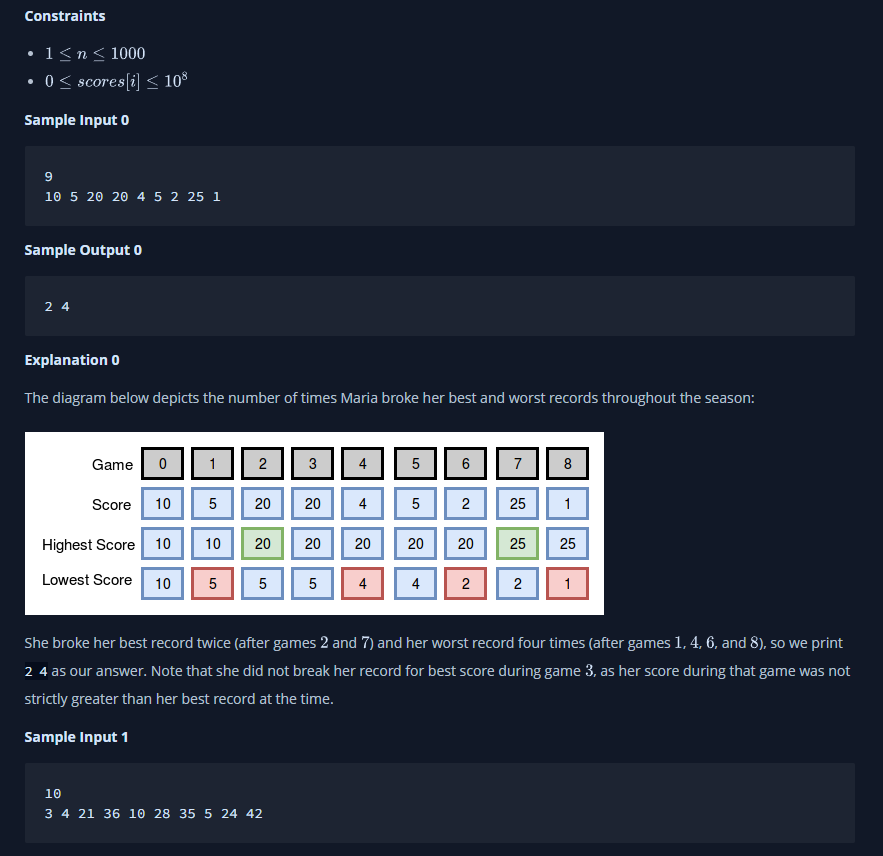 Constraints
• 1 ≤ n ≤ 1000
• 0 ≤ scores[i] ≤ 10⁸
Sample Input 0
9
10 5 20 20 4 5 2 25 1
Sample Output 0
2 4
Explanation 0
The diagram below depicts the number of times Maria broke her best and worst records throughout the season:
Game 0 1 2 3 4 5 6 7 8
Score 10 5 20 20 4 5 2 25 1
Highest Score 10 10 20 20 20 20 20 25 25
Lowest Score 10 5 5 5 4 4 2 2 1
She broke her best record twice (after games 2 and 7) and her worst record four times (after games 1, 4, 6, and 8), so we print
2 4 as our answer. Note that she did not break her record for best score during game 3, as her score during that game was not
strictly greater than her best record at the time.
Sample Input 1
10
3 4 21 36 10 28 35 5 24 42